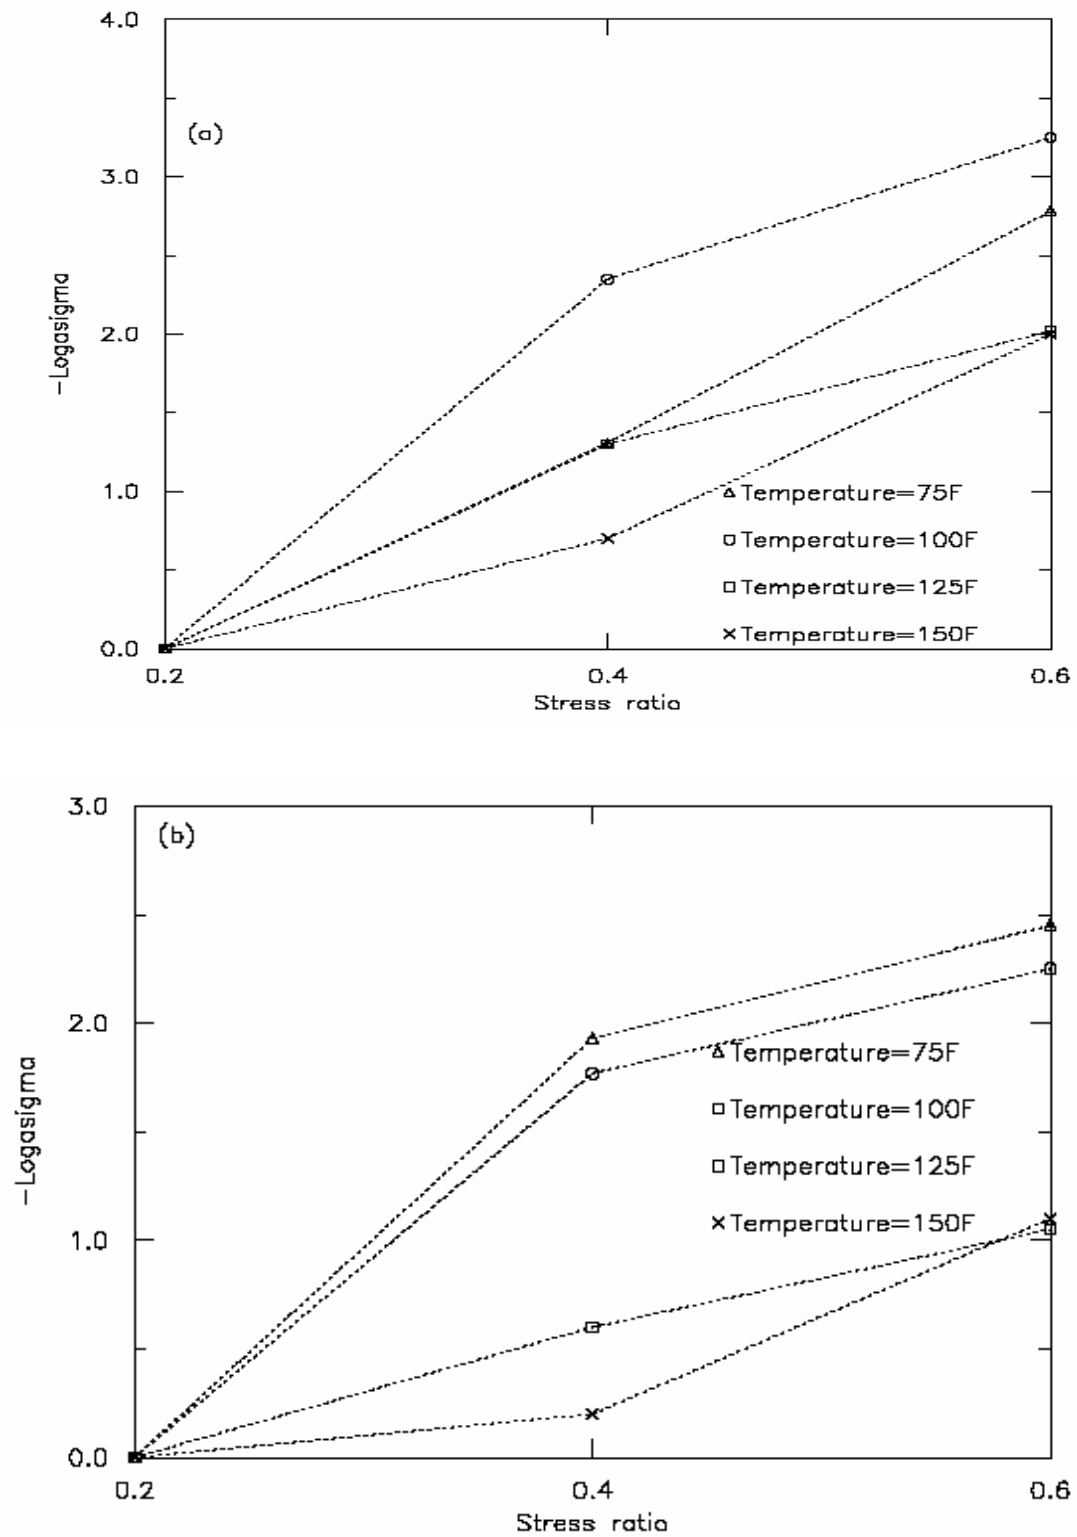 4.0
(a)
3.0
-Logasigma
2.0
1.0
Temperature=75F
Temperature=100F
Temperature=125F
Temperature=150F
0.0
0.2 0.4 0.6
Stress ratio
3.0
(b)
2.0
Temperature=75F
-Logasigma
Temperature=100F
Temperature=125F
1.0
Temperature=150F
0.0
0.2 0.4 0.6
Stress ratio